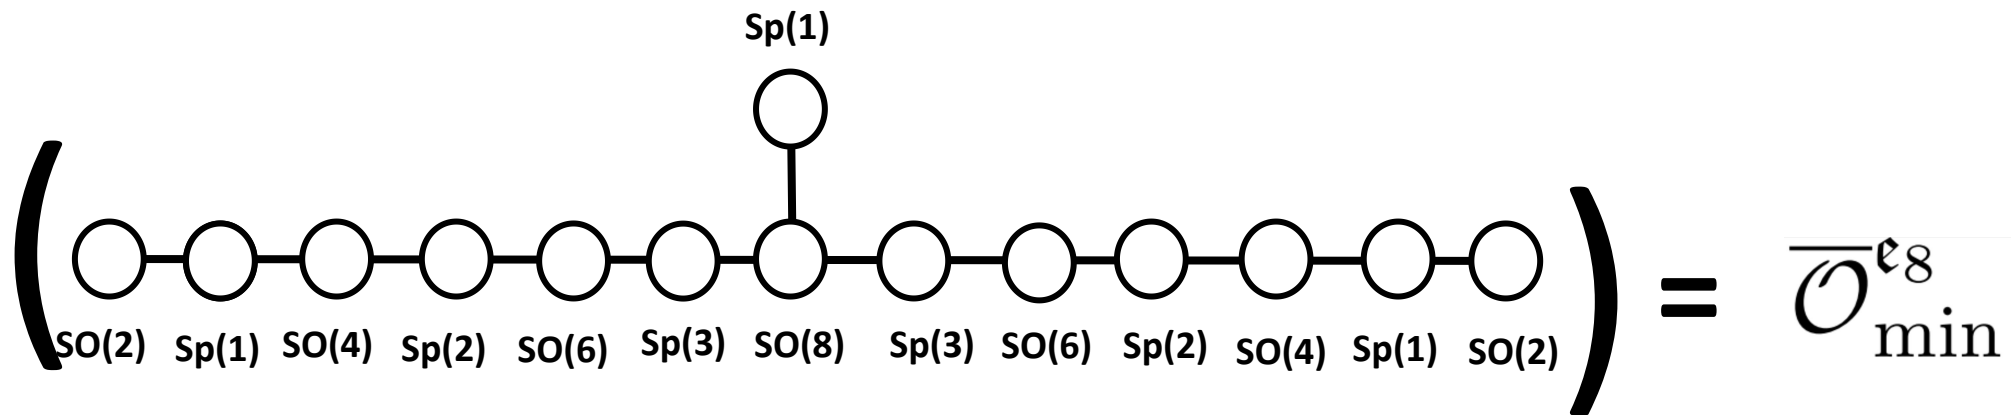 Sp(1)
( SO(2) Sp(1) SO(4) Sp(2) SO(6) Sp(3) SO(8) Sp(3) SO(6) Sp(2) SO(4) Sp(1) SO(2) ) = $\overline{\mathcal{O}}^{\mathfrak{e}_8}_{\text{min}}$